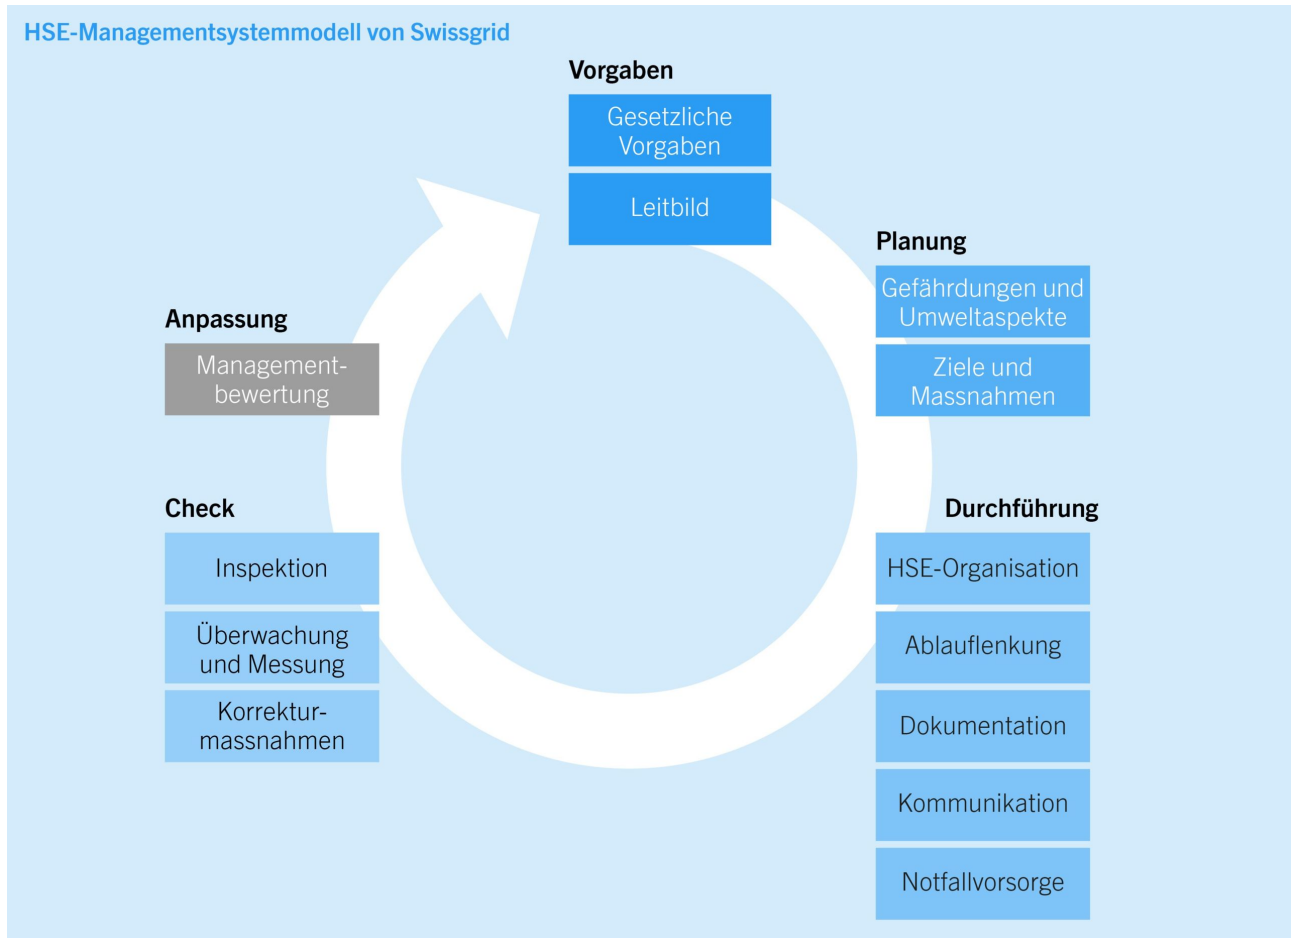 HSE-Managementsystemmodell von Swissgrid
Vorgaben
Gesetzliche
Vorgaben
Leitbild
Planung
Gefährdungen und
Umweltaspekte
Ziele und
Massnahmen
Durchführung
HSE-Organisation
Ablauflenkung
Dokumentation
Kommunikation
Notfallvorsorge
Check
Inspektion
Überwachung
und Messung
Korrektur-
massnahmen
Anpassung
Management-
bewertung